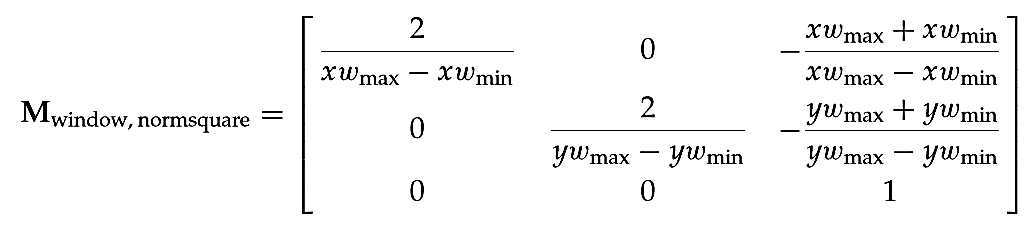 M_window, normsquare = [ 2/(xw_max − xw_min)  0  −(xw_max + xw_min)/(xw_max − xw_min)
0  2/(yw_max − yw_min)  −(yw_max + yw_min)/(yw_max − yw_min)
0  0  1 ]